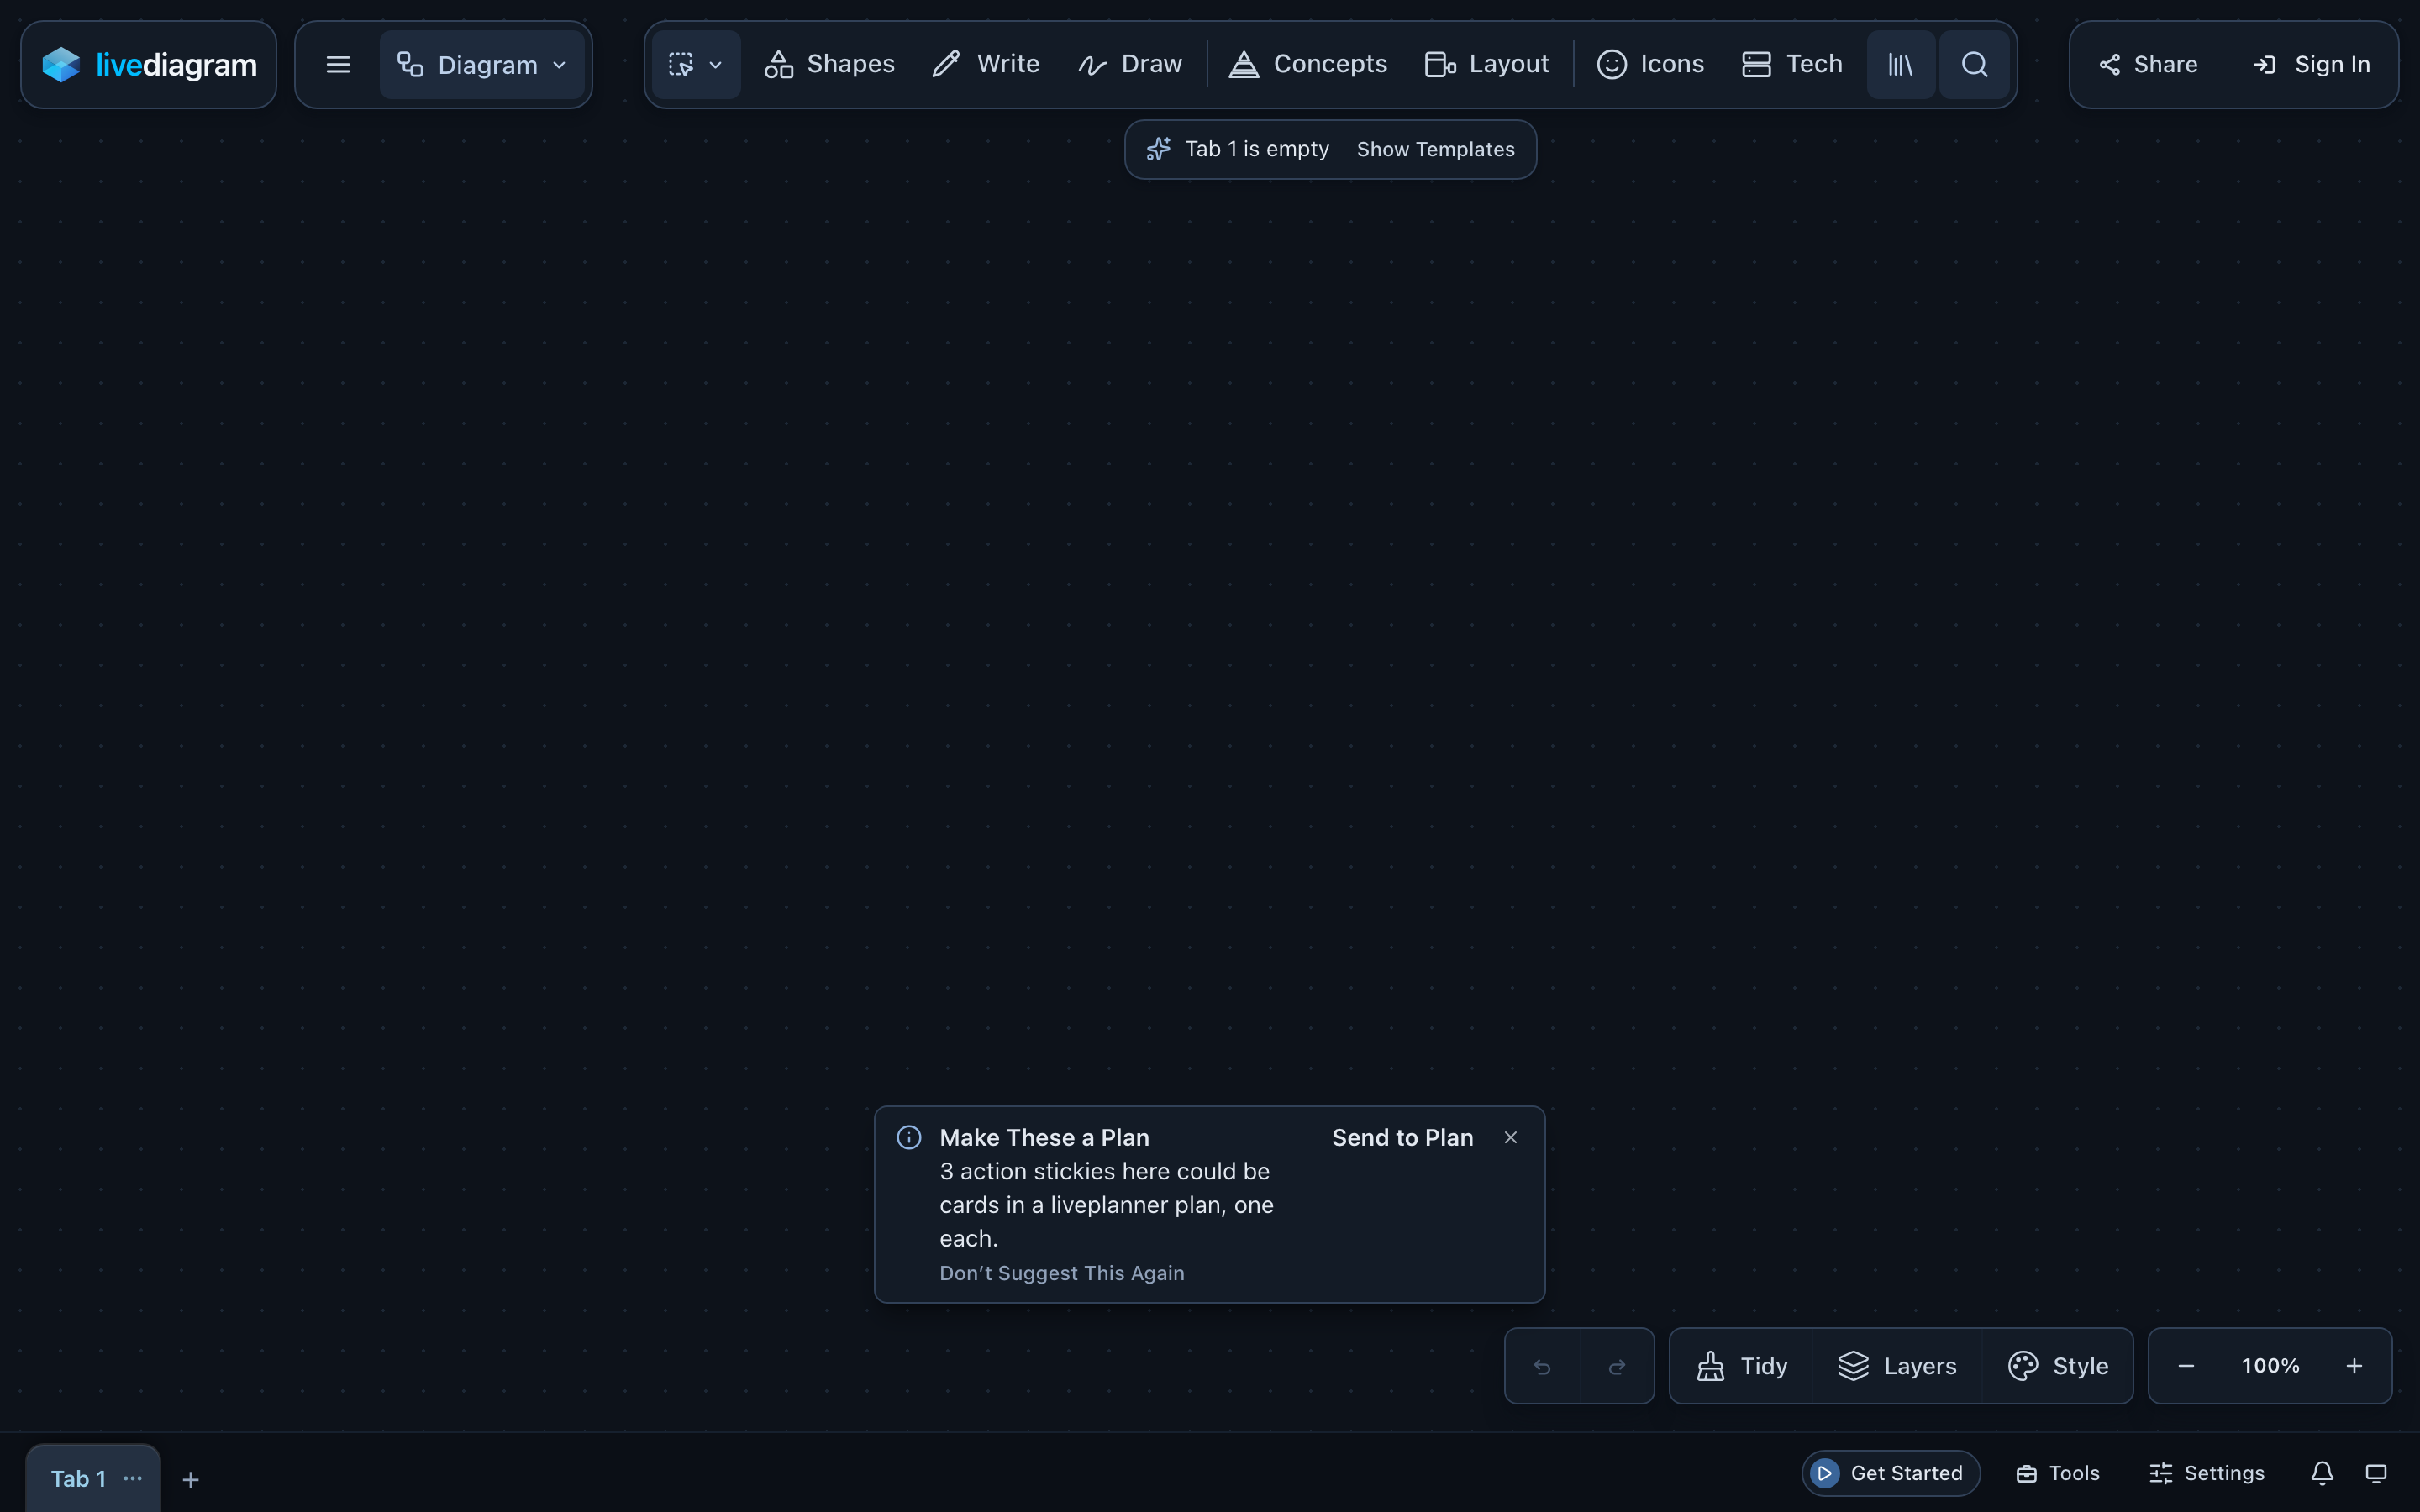 livediagram
Diagram
Shapes
Write
Draw
Concepts
Layout
Icons
Tech
Share
Sign In
Tab 1 is empty
Show Templates
Make These a Plan
Send to Plan
3 action stickies here could be
cards in a liveplanner plan, one
each.
Don’t Suggest This Again
Tidy
Layers
Style
100%
Tab 1
Get Started
Tools
Settings